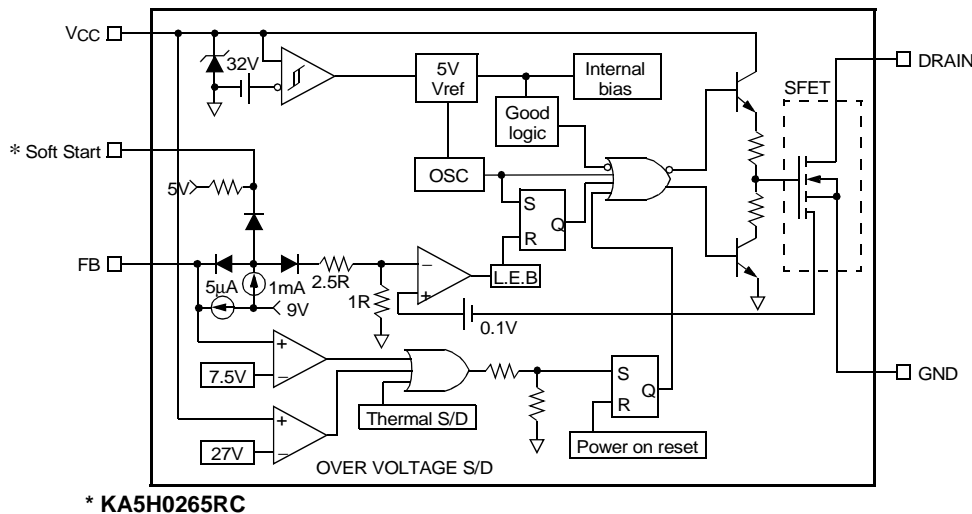 VCC
DRAIN
32V
5V
Vref
Internal
bias
SFET
Good
logic
* Soft Start
OSC
5V
S
R
Q
FB
2.5R
−
+
L.E.B
5μA
1mA
9V
1R
0.1V
+
7.5V
−
S
R
Q
GND
Thermal S/D
+
27V
−
Power on reset
OVER VOLTAGE S/D
* KA5H0265RC